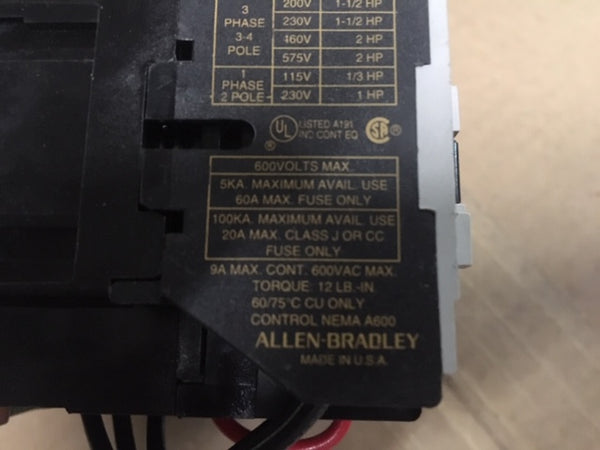 3 PHASE 3-4 POLE
200V 1-1/2 HP
230V 1-1/2 HP
460V 2 HP
575V 2 HP
1 PHASE 2 POLE
115V 1/3 HP
230V 1 HP
UL ® LISTED A191 IND CONT EQ SA ®
600VOLTS MAX.
5KA. MAXIMUM AVAIL. USE
60A MAX. FUSE ONLY
100KA. MAXIMUM AVAIL. USE
20A MAX. CLASS J OR CC
FUSE ONLY
9A MAX. CONT. 600VAC MAX.
TORQUE: 12 LB.-IN.
60/75°C CU ONLY
CONTROL NEMA A600
ALLEN-BRADLEY
MADE IN U.S.A.